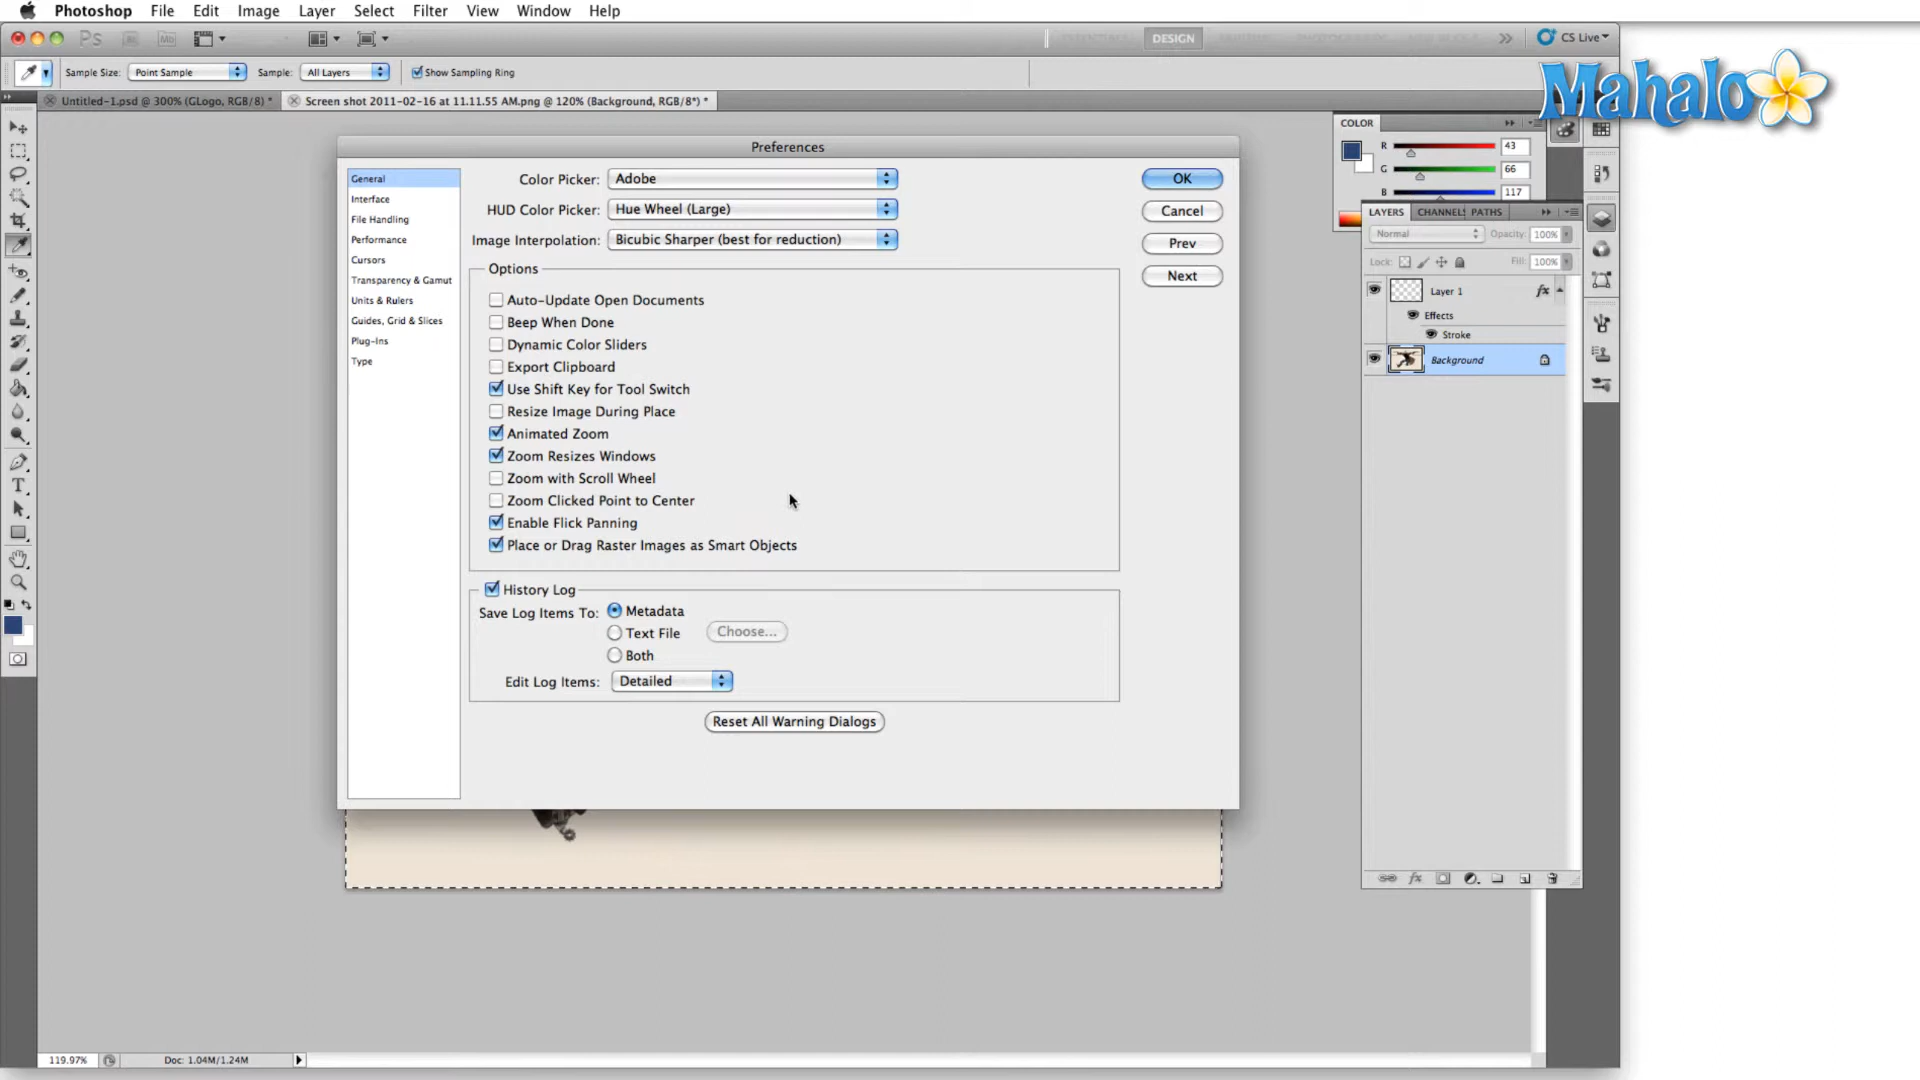 Photoshop File Edit Image Layer Select Filter View Window Help
Ps Br Mb DESIGN CS Live
Sample Size: Point Sample Sample: All Layers Show Sampling Ring
Mahalo
Untitled-1.psd @ 300% (GLogo, RGB/8) * Screen shot 2011-02-16 at 11.11.55 AM.png @ 120% (Background, RGB/8*) *
COLOR
R 43
G 66
B 117
LAYERS CHANNELS PATHS
Normal Opacity: 100%
Lock: Fill: 100%
Layer 1 fx
Effects
Stroke
Background
Preferences
General
Interface
File Handling
Performance
Cursors
Transparency & Gamut
Units & Rulers
Guides, Grid & Slices
Plug-Ins
Type
Color Picker: Adobe
HUD Color Picker: Hue Wheel (Large)
Image Interpolation: Bicubic Sharper (best for reduction)
Options
Auto-Update Open Documents
Beep When Done
Dynamic Color Sliders
Export Clipboard
Use Shift Key for Tool Switch
Resize Image During Place
Animated Zoom
Zoom Resizes Windows
Zoom with Scroll Wheel
Zoom Clicked Point to Center
Enable Flick Panning
Place or Drag Raster Images as Smart Objects
History Log
Save Log Items To: Metadata
Text File Choose...
Both
Edit Log Items: Detailed
Reset All Warning Dialogs
OK
Cancel
Prev
Next
fx
119.97% Doc: 1.04M/1.24M